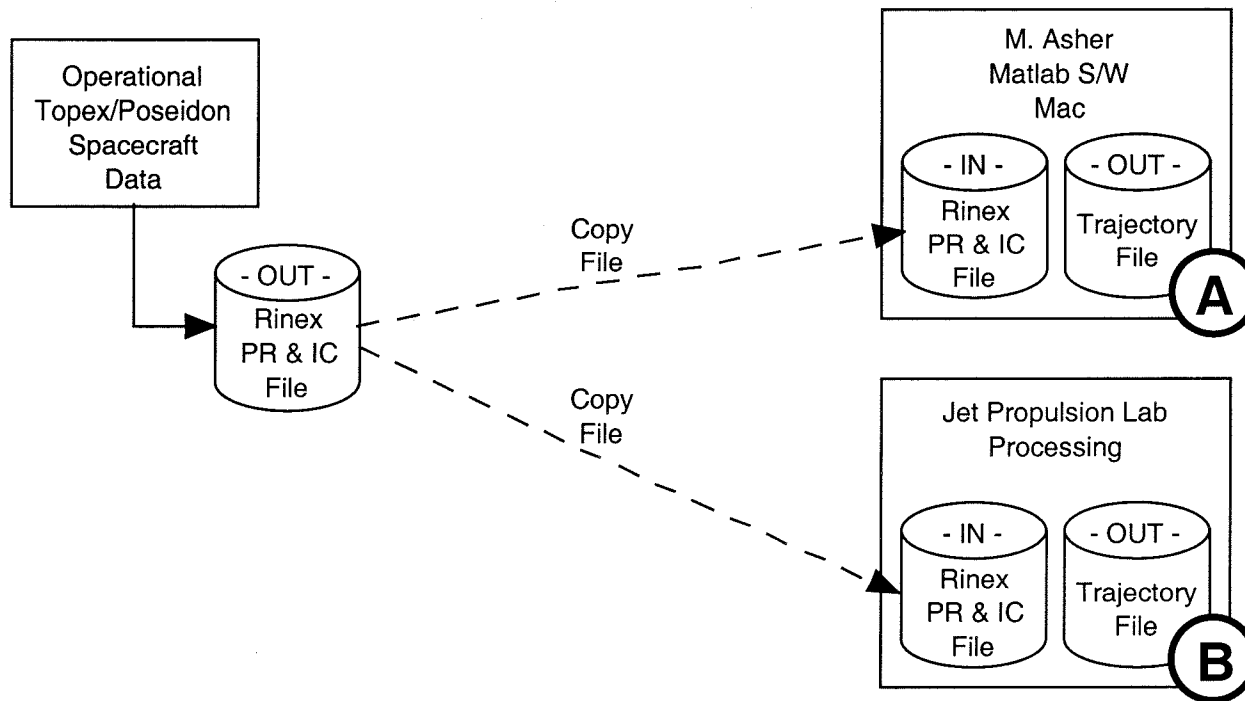 Operational
Topex/Poseidon
Spacecraft
Data
- OUT -
Rinex
PR & IC
File
Copy
File
Copy
File
M. Asher
Matlab S/W
Mac
- IN -
Rinex
PR & IC
File
- OUT -
Trajectory
File
A
Jet Propulsion Lab
Processing
- IN -
Rinex
PR & IC
File
- OUT -
Trajectory
File
B